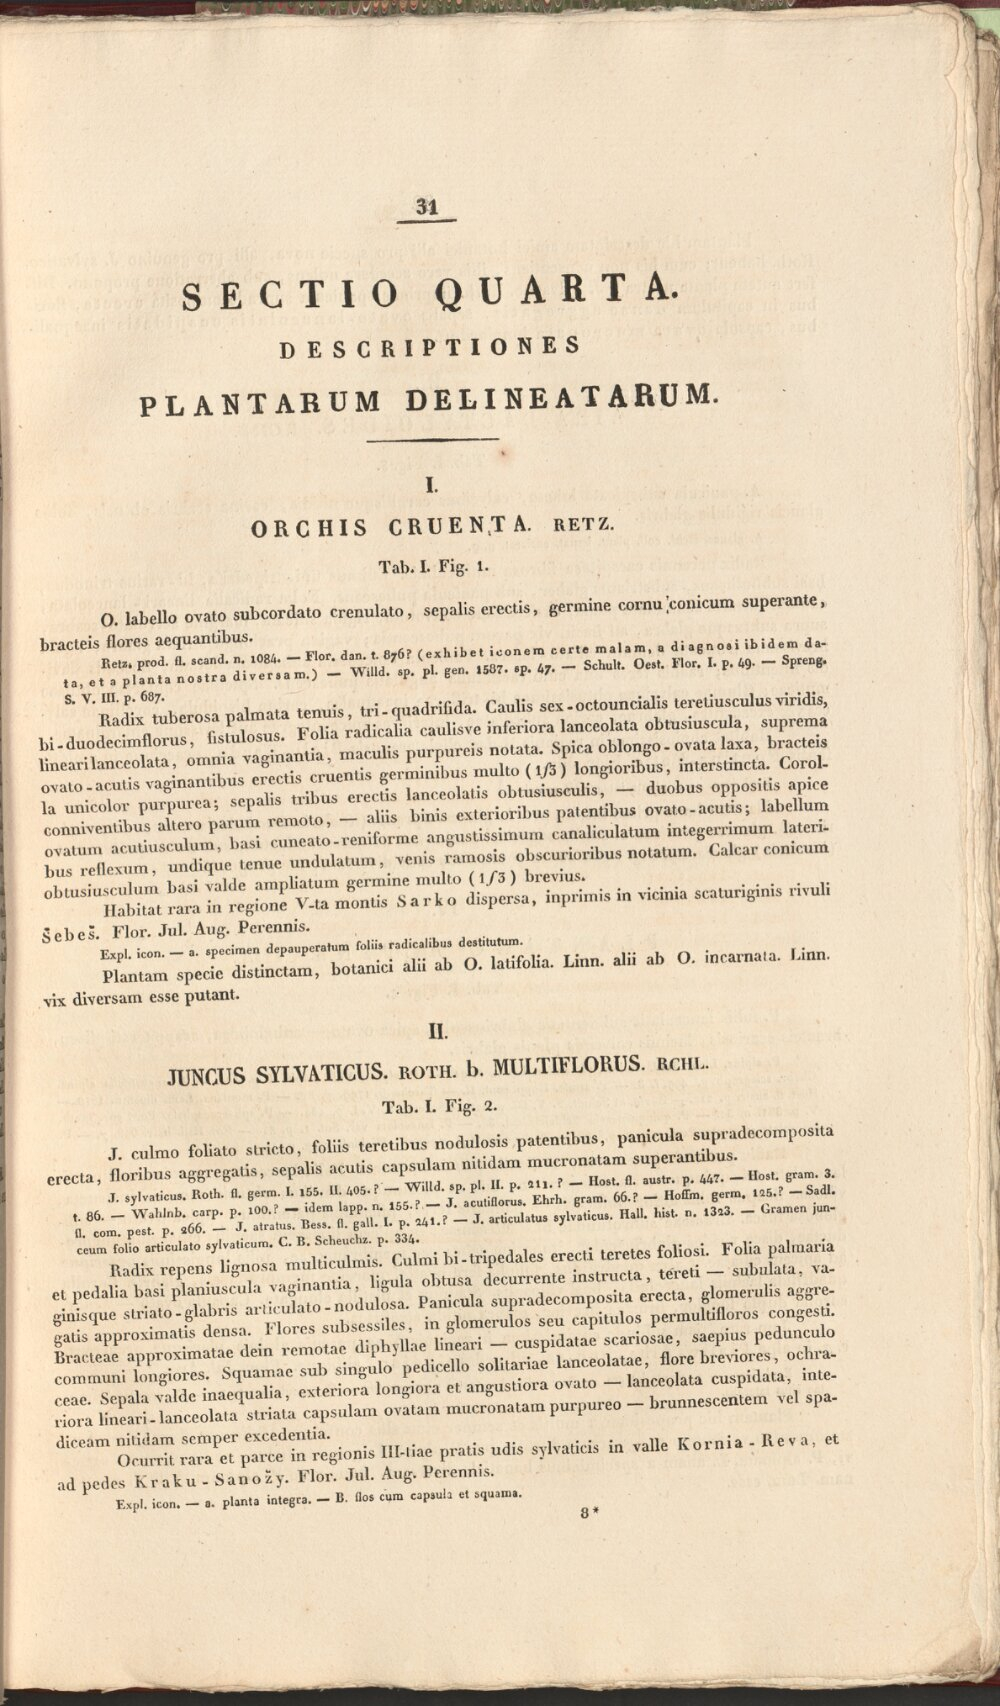 31
SECTIO QUARTA.
DESCRIPTIONES
PLANTARUM DELINEATARUM.
I.
ORCHIS CRUENTA. RETZ.
Tab. I. Fig. 1.
O. labello ovato subcordato crenulato, sepalis erectis, germine cornu conicum superante,
bracteis flores aequantibus.
Retz. prod. fl. scand. n. 1084. — Flor. dan. t. 876? (exhibet iconem certe malam, a diagnosi ibidem da-
ta, et a planta nostra diversam.) — Willd. sp. pl. gen. 1587. sp. 47. — Schult. Oest. Flor. I. p. 49. — Spreng.
S. V. III. p. 687.
Radix tuberosa palmata tenuis, tri-quadrifida. Caulis sex-octouncialis teretiusculus viridis,
bi-duodecimflorus, fistulosus. Folia radicalia caulisve inferiora lanceolata obtusiuscula, suprema
linearilanceolata, omnia vaginantia, maculis purpureis notata. Spica oblongo-ovata laxa, bracteis
ovato-acutis vaginantibus erectis cruentis germinibus multo (1/3) longioribus, interstincta. Corol-
la unicolor purpurea; sepalis tribus erectis lanceolatis obtusiusculis, — duobus oppositis apice
conniventibus altero parum remoto, — aliis binis exterioribus patentibus ovato-acutis; labellum
ovatum acutiusculum, basi cuneato-reniforme angustissimum canaliculatum integerrimum lateri-
bus reflexum, undique tenue undulatum, venis ramosis obscurioribus notatum. Calcar conicum
obtusiusculum basi valde ampliatum germine multo (1/3) brevius.
Habitat rara in regione V-ta montis Sarko dispersa, inprimis in vicinia scaturiginis rivuli
Šebeš. Flor. Jul. Aug. Perennis.
Expl. icon. — a. specimen depauperatum foliis radicalibus destitutum.
Plantam specie distinctam, botanici alii ab O. latifolia. Linn. alii ab O. incarnata. Linn.
vix diversam esse putant.
II.
JUNCUS SYLVATICUS. ROTH. b. MULTIFLORUS. RCHL.
Tab. I. Fig. 2.
J. culmo foliato stricto, foliis teretibus nodulosis patentibus, panicula supradecomposita
erecta, floribus aggregatis, sepalis acutis capsulam nitidam mucronatam superantibus.
J. sylvaticus. Roth. fl. germ. I. 155. II. 405.? — Willd. sp. pl. II. p. 211. ? — Host. fl. austr. p. 447. — Host. gram. 3.
t. 86. — Wahlnb. carp. p. 100.? — idem lapp. n. 155.? — J. acutiflorus. Ehrh. gram. 66.? — Hoffm. germ. 125.? — Sadl.
fl. com. pest. p. 266. — J. atratus. Bess. fl. gall. I. p. 241.? — J. articulatus sylvaticus. Hall. hist. n. 1323. — Gramen jun-
ceum folio articulato sylvaticum. C. B. Scheuchz. p. 334.
Radix repens lignosa multiculmis. Culmi bi-tripedales erecti teretes foliosi. Folia palmaria
et pedalia basi planiuscula vaginantia, ligula obtusa decurrente instructa, tereti — subulata, va-
ginisque striato-glabris articulato-nodulosa. Panicula supradecomposita erecta, glomerulis aggre-
gatis approximatis densa. Flores subsessiles, in glomerulos seu capitulos permultifloros congesti.
Bracteae approximatae dein remotae diphyllae lineari — cuspidatae scariosae, saepius pedunculo
communi longiores. Squamae sub singulo pedicello solitariae lanceolatae, flore breviores, ochra-
ceae. Sepala valde inaequalia, exteriora longiora et angustiora ovato — lanceolata cuspidata, inte-
riora lineari-lanceolata striata capsulam ovatam mucronatam purpureo — brunnescentem vel spa-
diceam nitidam semper excedentia.
Ocurrit rara et parce in regionis III-tiae pratis udis sylvaticis in valle Kornia-Reva, et
ad pedes Kraku-Sanožy. Flor. Jul. Aug. Perennis.
Expl. icon. — a. planta integra. — B. flos cum capsula et squama.
8*